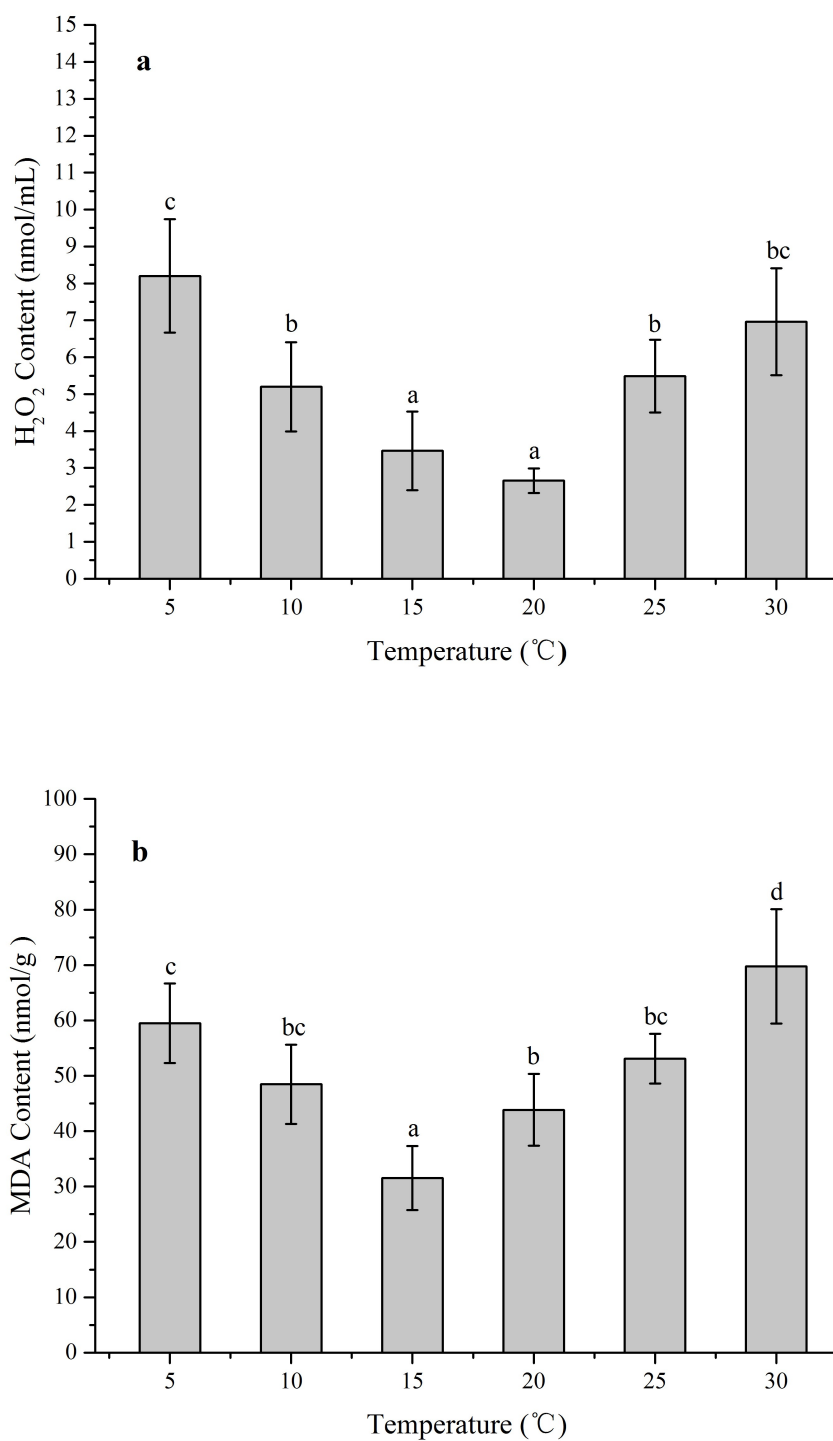 a
15
14
13
12
11
10
9
8
7
6
5
4
3
2
1
0
H₂O₂ Content (nmol/mL)
c
b
a
a
b
bc
5 10 15 20 25 30
Temperature (℃)
b
100
90
80
70
60
50
40
30
20
10
0
MDA Content (nmol/g )
c
bc
a
b
bc
d
5 10 15 20 25 30
Temperature (℃)